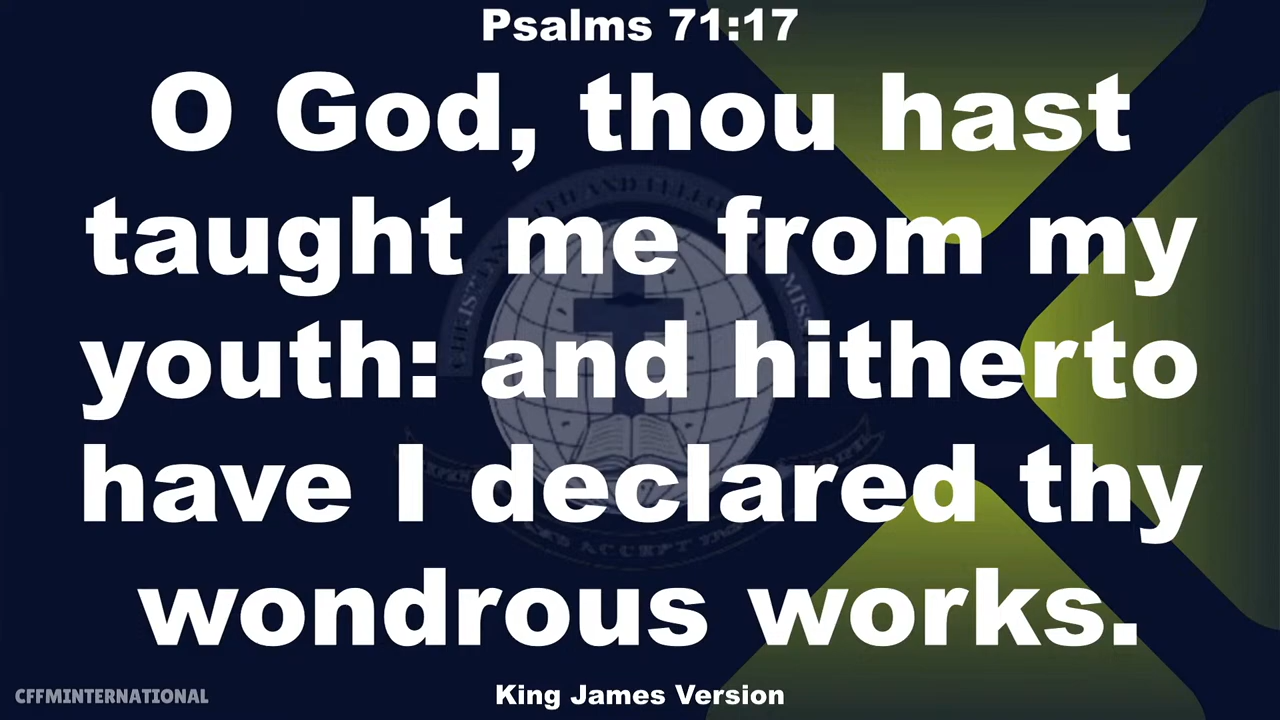 Psalms 71:17
O God, thou hast
taught me from my
youth: and hitherto
have I declared thy
wondrous works.
King James Version
CFFMINTERNATIONAL